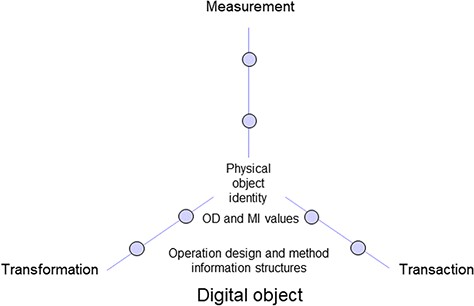 Measurement
Physical
object
identity
OD and MI values
Operation design and method
information structures
Transformation
Transaction
Digital object